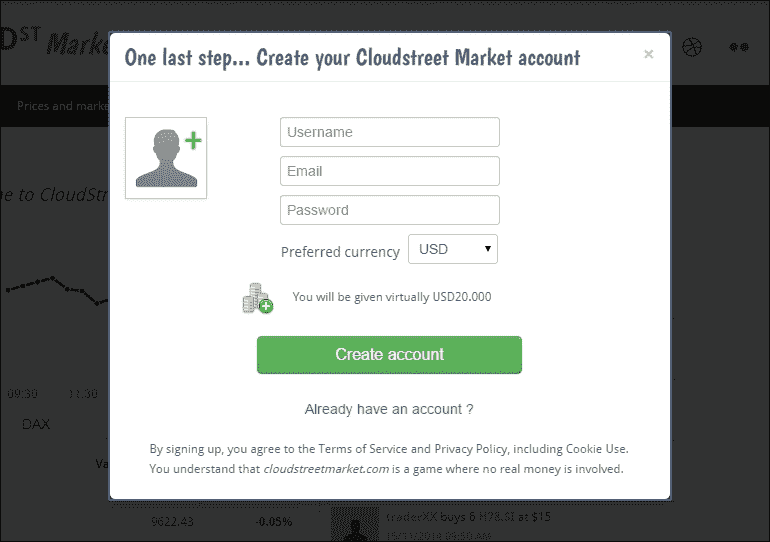 DST Marke
One last step... Create your Cloudstreet Market account
×
Prices and marke
Username
Email
Password
e to CloudStr
Preferred currency USD
You will be given virtually USD20.000
Create account
09:30 11:30
Already have an account ?
DAX
By signing up, you agree to the Terms of Service and Privacy Policy, including Cookie Use.
Va
You understand that cloudstreetmarket.com is a game where no real money is involved.
9622.43 -0.05% traderXX buys 6 H78.SI at $15